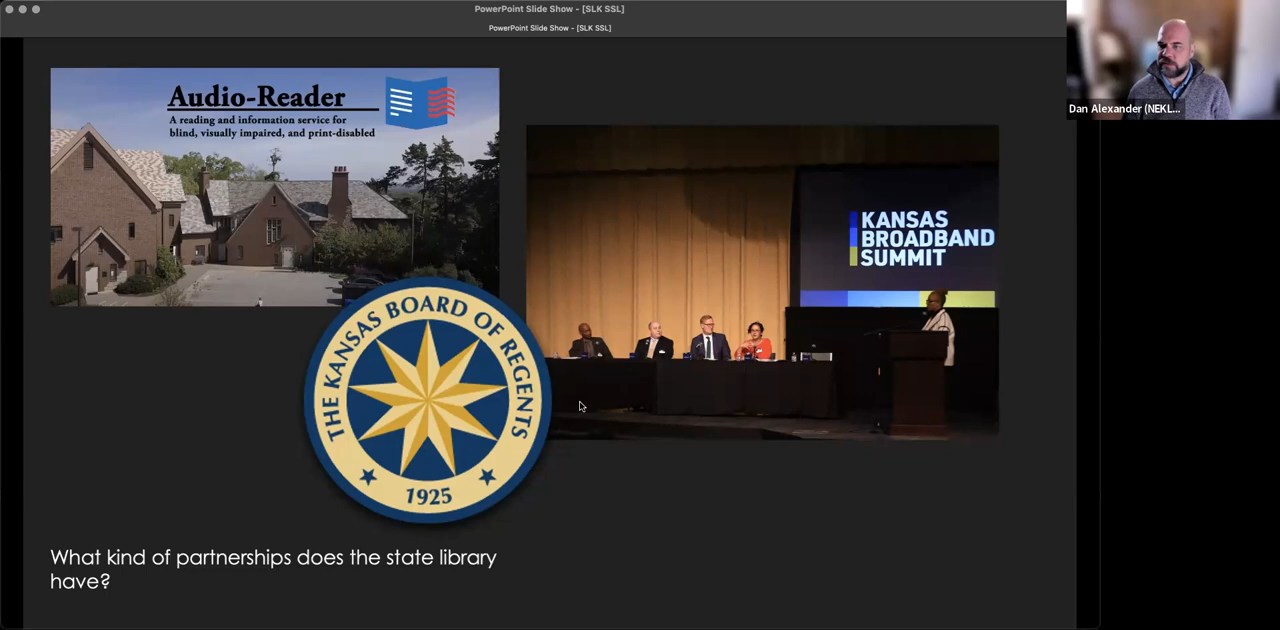 PowerPoint Slide Show - [SLK SSL]
PowerPoint Slide Show - [SLK SSL]
Dan Alexander (NEKL...
Audio-Reader
A reading and information service for
blind, visually impaired, and print-disabled
KANSAS
BROADBAND
SUMMIT
THE KANSAS BOARD OF REGENTS
1925
What kind of partnerships does the state library
have?